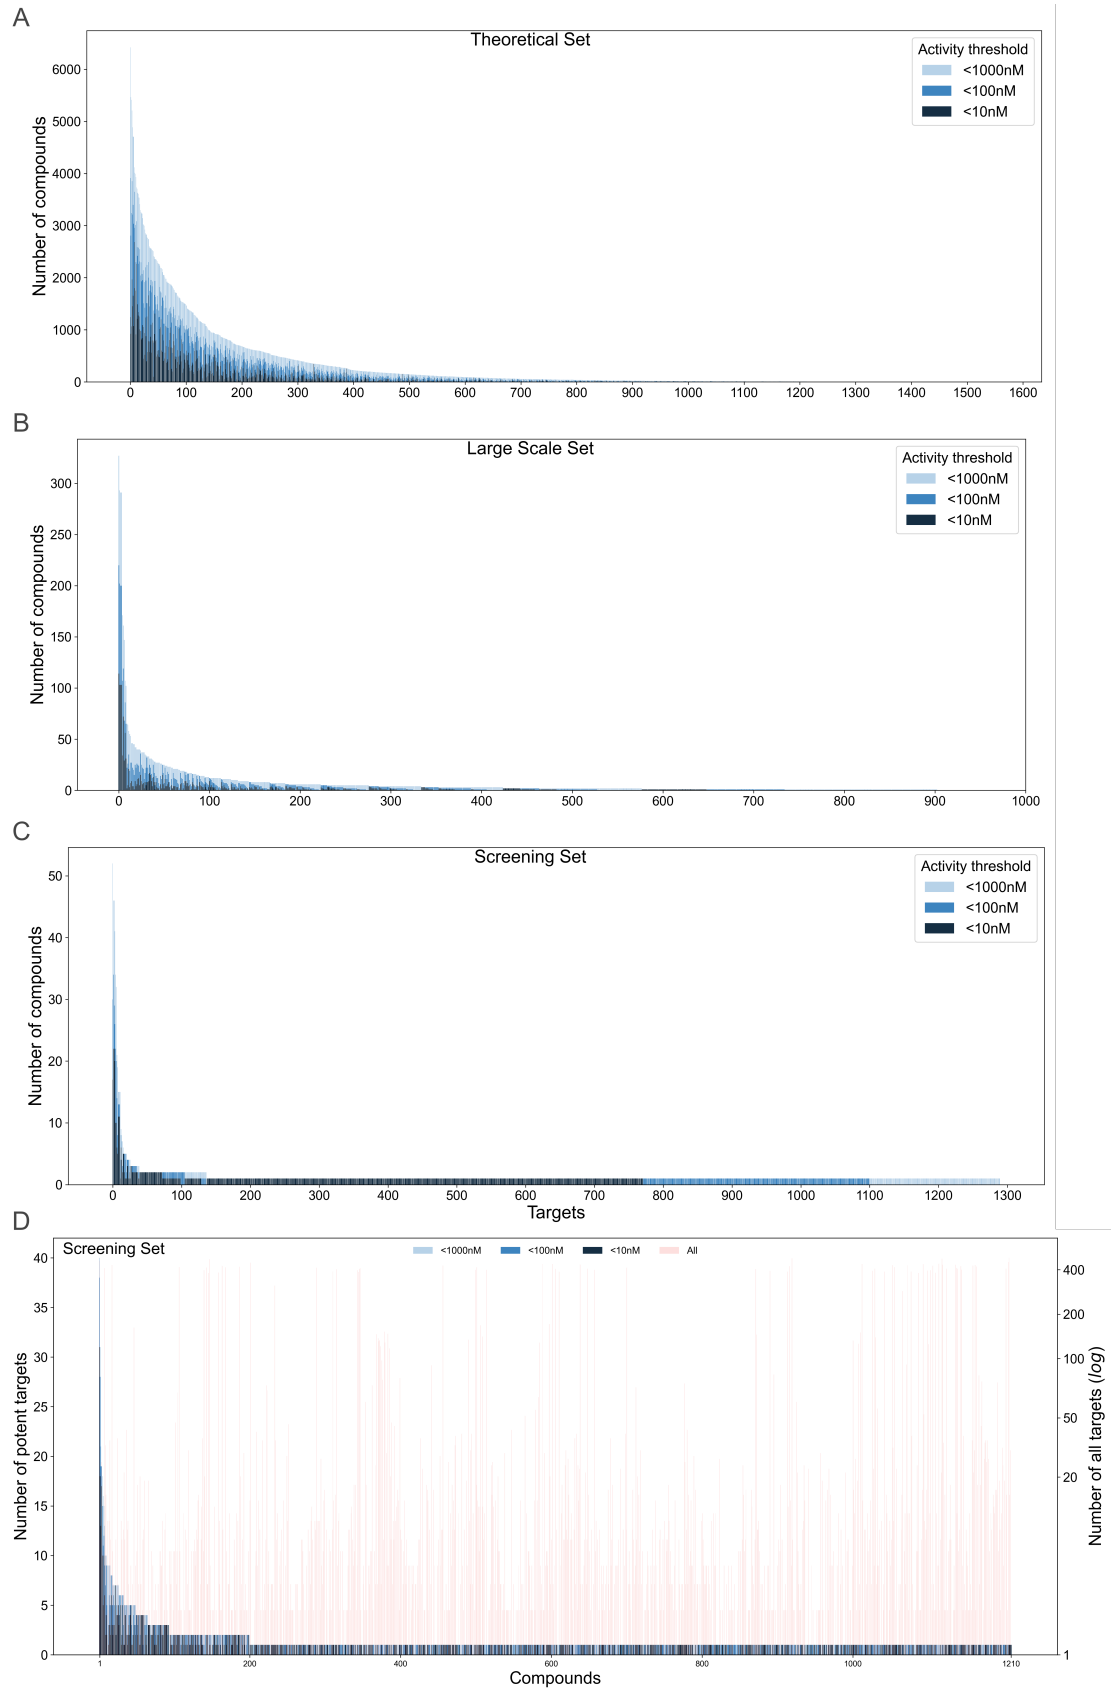 A
Theoretical Set
Activity threshold
<1000nM
<100nM
<10nM
Number of compounds
6000
5000
4000
3000
2000
1000
0
0 100 200 300 400 500 600 700 800 900 1000 1100 1200 1300 1400 1500 1600
B
Large Scale Set
Activity threshold
<1000nM
<100nM
<10nM
Number of compounds
300
250
200
150
100
50
0
0 100 200 300 400 500 600 700 800 900 1000
C
Screening Set
Activity threshold
<1000nM
<100nM
<10nM
Number of compounds
50
40
30
20
10
0
0 100 200 300 400 500 600 700 800 900 1000 1100 1200 1300
Targets
D
Screening Set
<1000nM <100nM <10nM All
Number of potent targets
40
35
30
25
20
15
10
5
0
400
200
100
50
20
1
Number of all targets (log)
1 200 400 600 800 1000 1210
Compounds